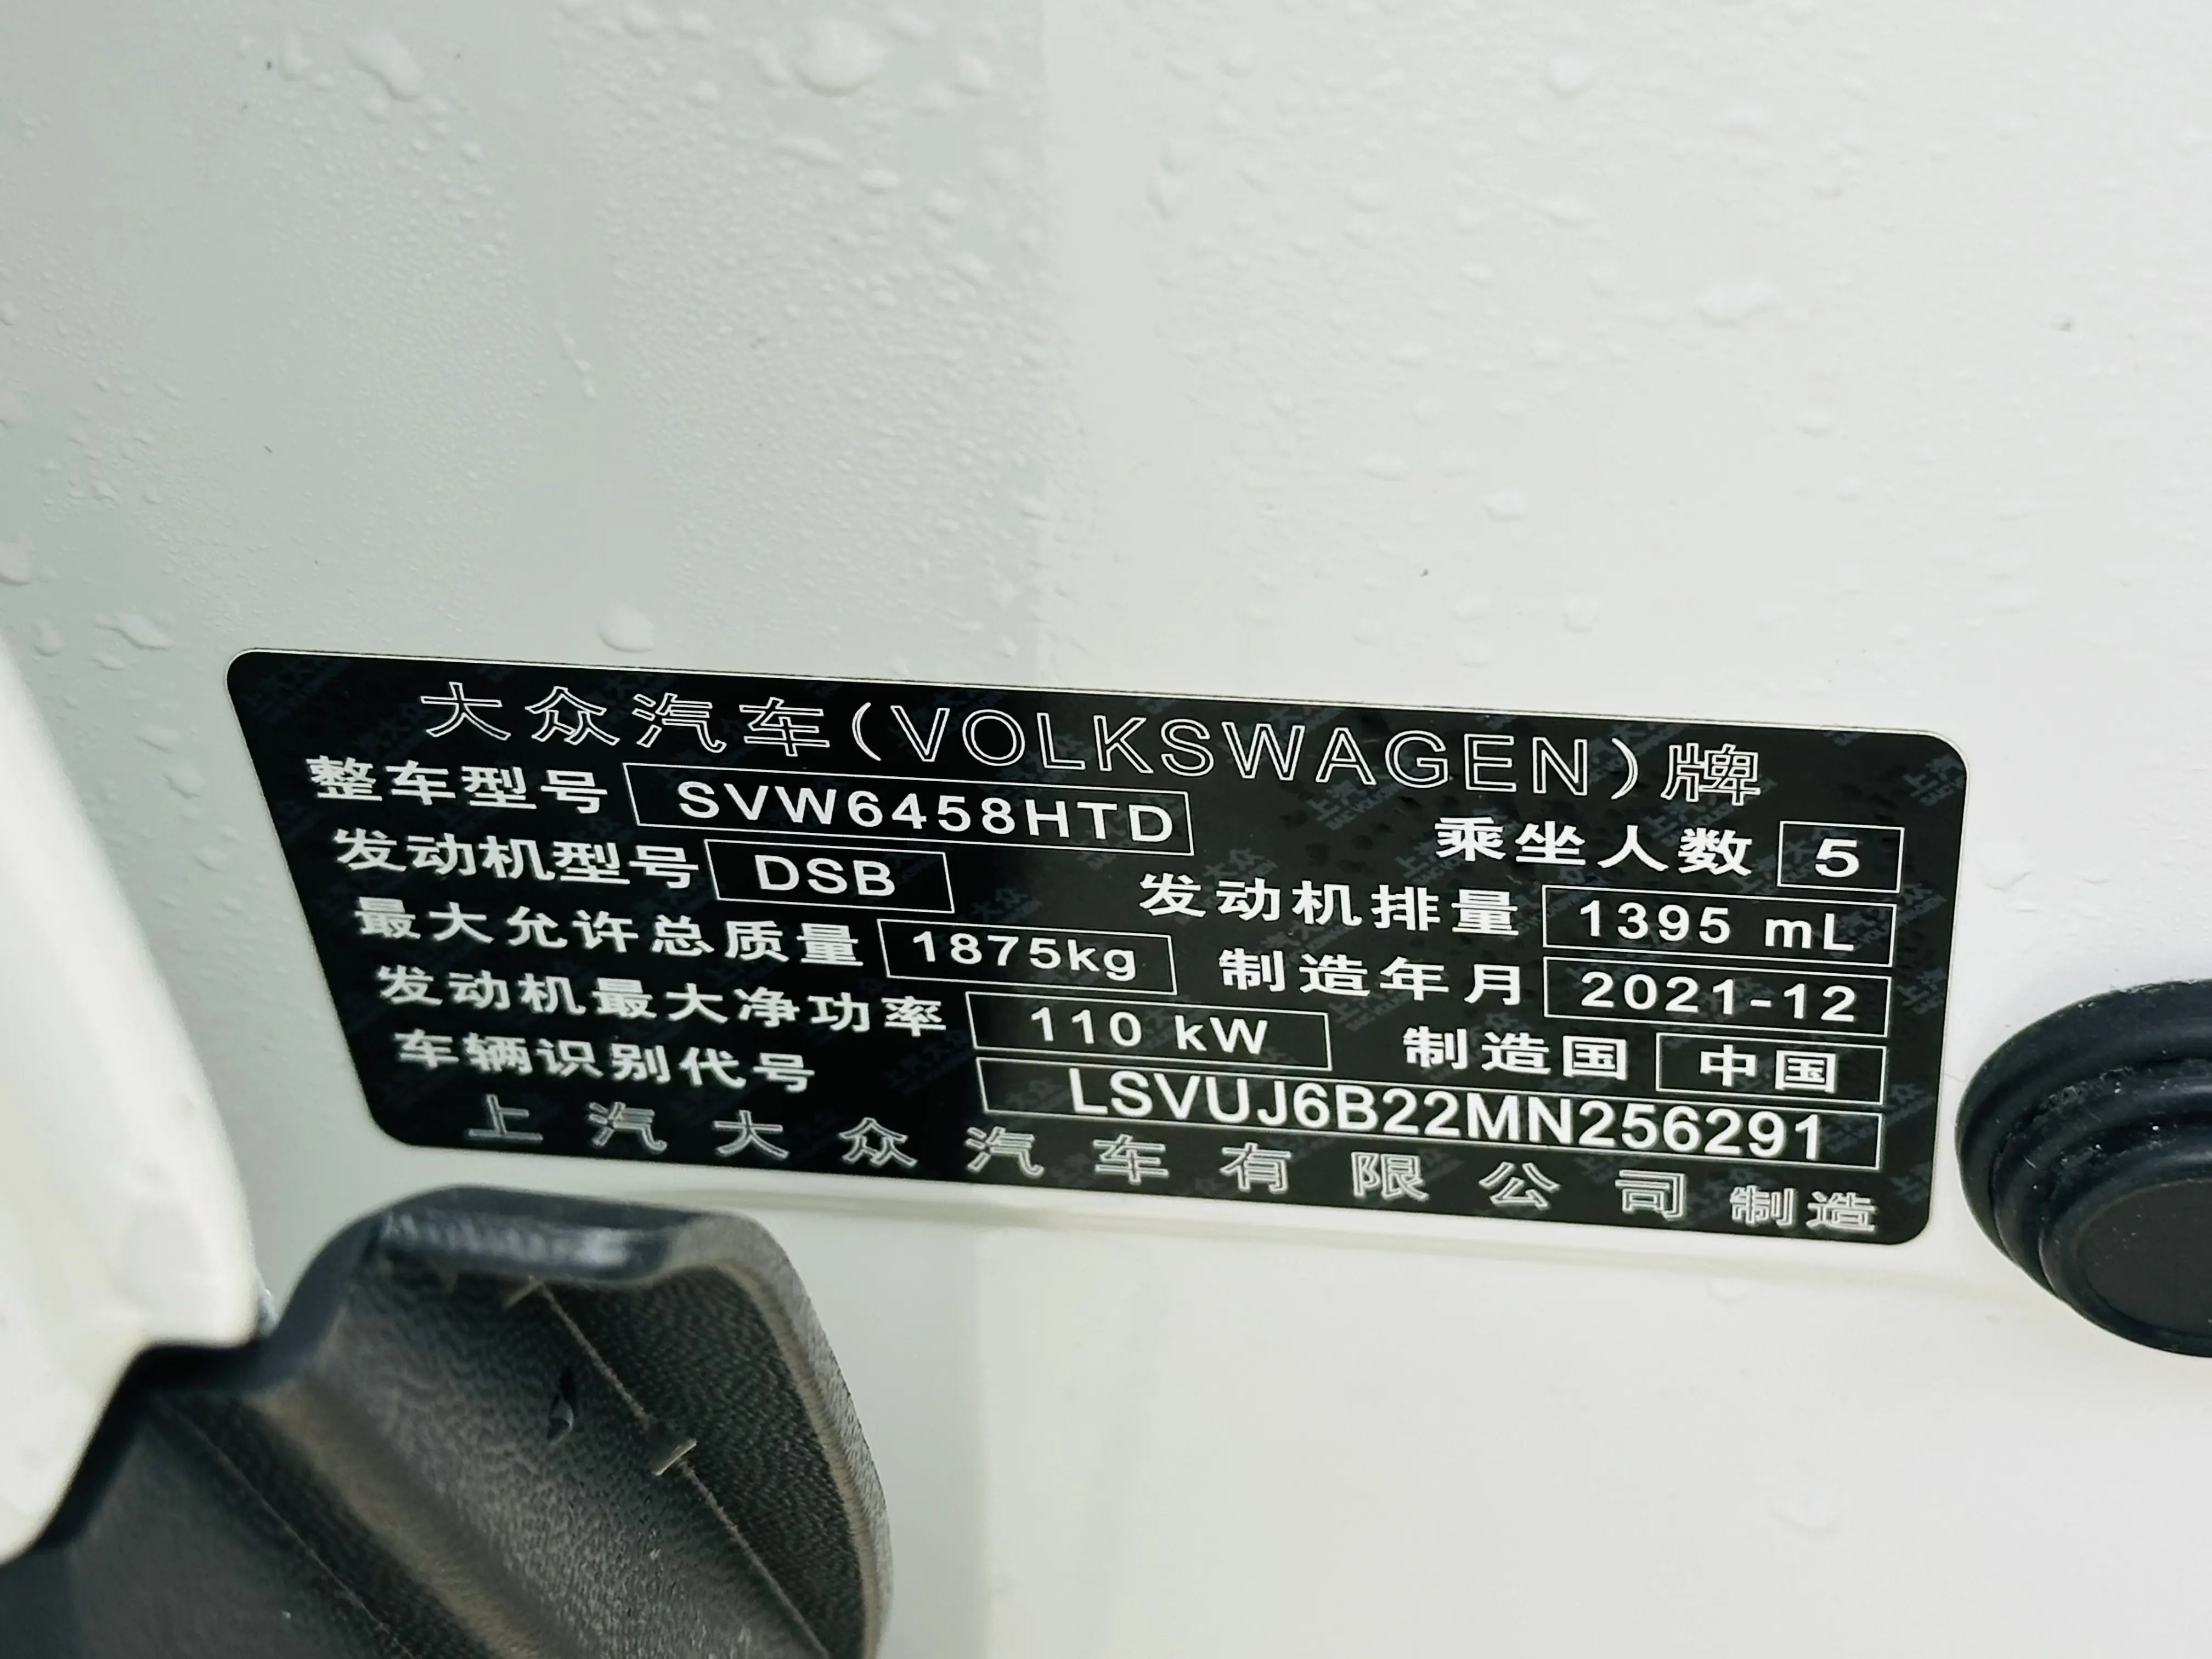 大众汽车(VOLKSWAGEN)牌
整车型号 SVW6458HTD 乘坐人数 5
发动机型号 DSB 发动机排量 1395 mL
最大允许总质量 1875kg 制造年月 2021-12
发动机最大净功率 110 kW 制造国 中国
车辆识别代号 LSVUJ6B22MN256291
上汽大众汽车有限公司 制造